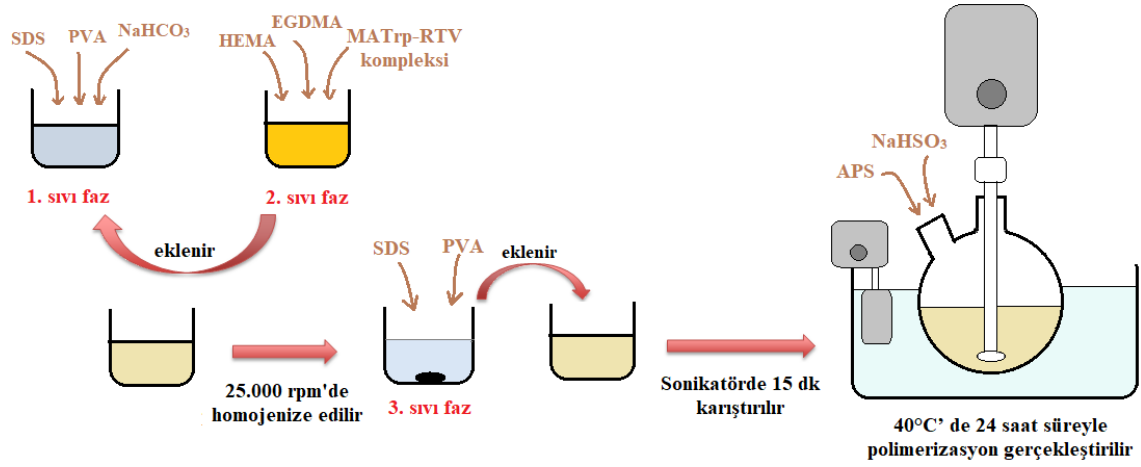 SDS
PVA
NaHCO₃
HEMA
EGDMA
MATrp-RTV
kompleksi
1. sıvı faz
2. sıvı faz
eklenir
25.000 rpm'de
homojenize edilir
SDS
PVA
3. sıvı faz
eklenir
Sonikatörde 15 dk
karıştırılır
APS
NaHSO₃
40°C’ de 24 saat süreyle
polimerizasyon gerçekleştirilir